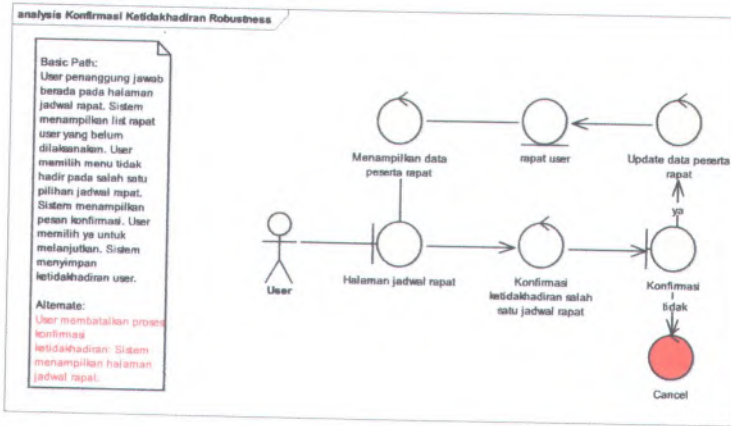 analysis Konfirmasi Ketidakhadiran Robustness
Basic Path:
User penanggung jawab
berada pada halaman
jadwal rapat. Sistem
menampilkan list rapat
user yang belum
dilaksanakan. User
memilih menu tidak
hadir pada salah satu
pilihan jadwal rapat.
Sistem menampilkan
pesan konfirmasi. User
memilih ya untuk
melanjutkan. Sistem
menyimpan
ketidakhadiran user.
Alternate:
User membatalkan proses
konfirmasi
ketidakhadiran: Sistem
menampilkan halaman
jadwal rapat.
Menampilkan data
peserta rapat
rapat user
Update data peserta
rapat
ya
User
Halaman jadwal rapat
Konfirmasi
ketidakhadiran salah
satu jadwal rapat
Konfirmasi
tidak
Cancel